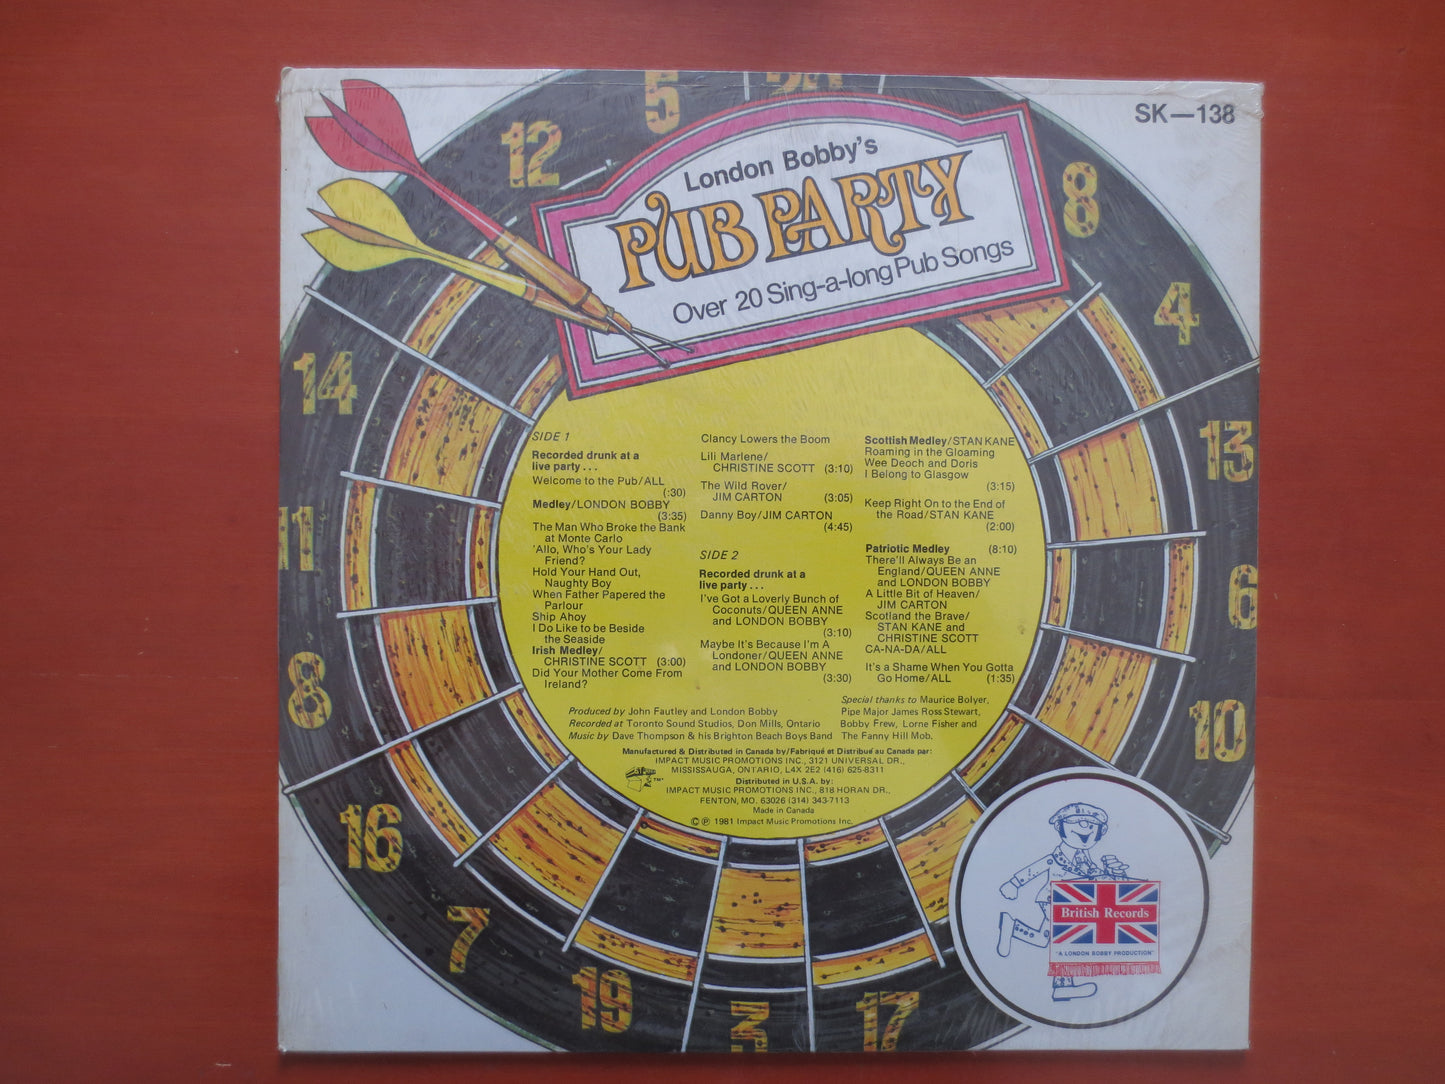 SK—138
London Bobby's
PUB PARTY
Over 20 Sing-a-long Pub Songs
5
12
14
11
8
16
7
19
3
17
10
6
13
4
8
SIDE 1
Recorded drunk at a
live party . . .
Welcome to the Pub/ALL
(:30)
Medley/LONDON BOBBY
(3:35)
The Man Who Broke the Bank
at Monte Carlo
'Allo, Who's Your Lady
Friend?
Hold Your Hand Out,
Naughty Boy
When Father Papered the
Parlour
Ship Ahoy
I Do Like to be Beside
the Seaside
Irish Medley/
CHRISTINE SCOTT (3:00)
Did Your Mother Come From
Ireland?
Clancy Lowers the Boom
Lili Marlene/
CHRISTINE SCOTT (3:10)
The Wild Rover/
JIM CARTON (3:05)
Danny Boy/JIM CARTON
(4:45)
SIDE 2
Recorded drunk at a
live party . . .
I've Got a Loverly Bunch of
Coconuts/QUEEN ANNE
and LONDON BOBBY
(3:10)
Maybe It's Because I'm A
Londoner/QUEEN ANNE
and LONDON BOBBY
(3:30)
Scottish Medley/STAN KANE
Roaming in the Gloaming
Wee Deoch and Doris
I Belong to Glasgow
(3:15)
Keep Right On to the End of
the Road/STAN KANE
(2:00)
Patriotic Medley (8:10)
There'll Always Be an
England/QUEEN ANNE
and LONDON BOBBY
A Little Bit of Heaven/
JIM CARTON
Scotland the Brave/
STAN KANE and
CHRISTINE SCOTT
CA-NA-DA/ALL
It's a Shame When You Gotta
Go Home/ALL (1:35)
Produced by John Fautley and London Bobby
Recorded at Toronto Sound Studios, Don Mills, Ontario
Music by Dave Thompson & his Brighton Beach Boys Band
Special thanks to Maurice Bolyer,
Pipe Major James Ross Stewart,
Bobby Frew, Lorne Fisher and
The Fanny Hill Mob.
Manufactured & Distributed in Canada by/Fabriqué et Distribué au Canada par:
IMPACT MUSIC PROMOTIONS INC., 3121 UNIVERSAL DR.,
MISSISSAUGA, ONTARIO, L4X 2E2 (416) 625-8311
Distributed in U.S.A. by:
IMPACT MUSIC PROMOTIONS INC., 818 HORAN DR.,
FENTON, MO. 63026 (314) 343-7113
Made in Canada
© ℗ 1981 Impact Music Promotions Inc.
British Records
"A LONDON BOBBY PRODUCTION"